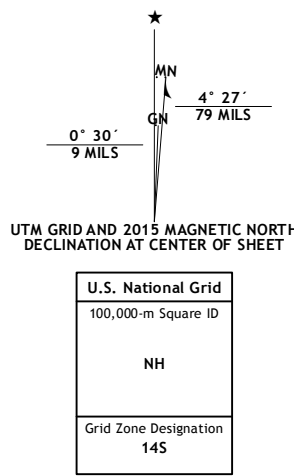 ★
MN
4° 27´
79 MILS
GN
0° 30´
9 MILS
UTM GRID AND 2015 MAGNETIC NORTH
DECLINATION AT CENTER OF SHEET
U.S. National Grid
100,000-m Square ID
NH
Grid Zone Designation
14S